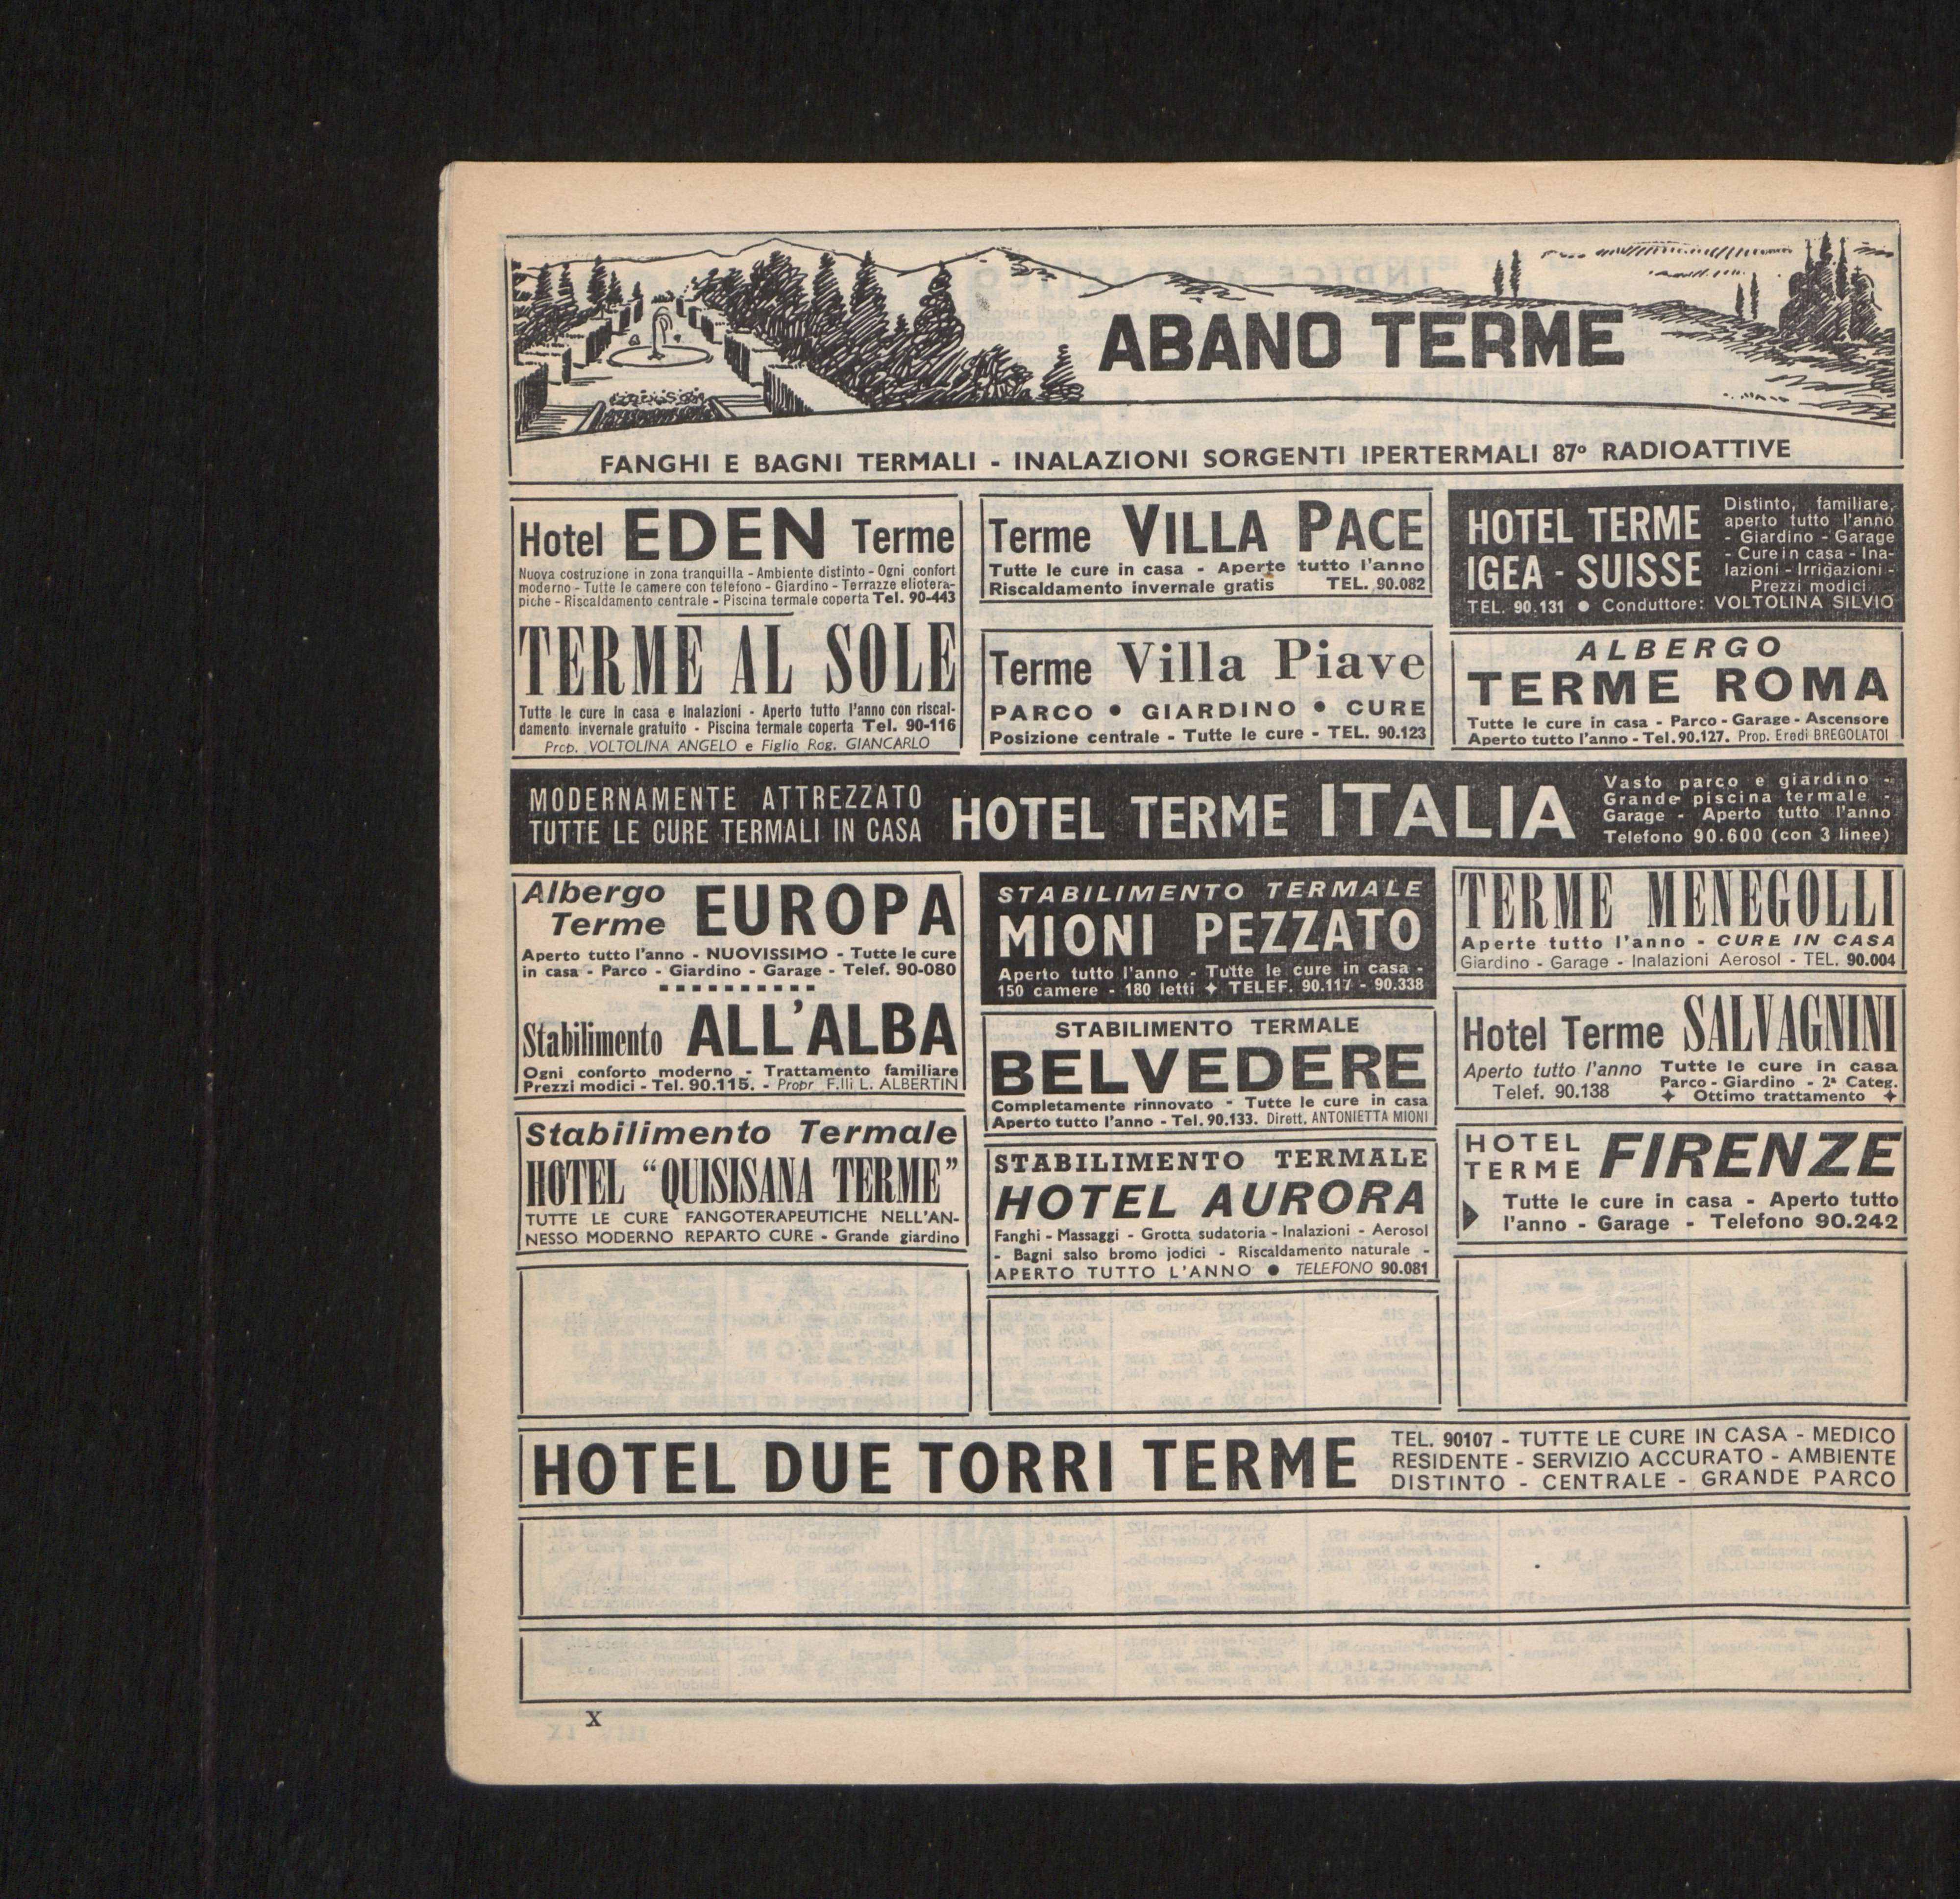 ABANO TERME
FANGHI E BAGNI TERMALI - INALAZIONI SORGENTI IPERTERMALI 87º RADIOATTIVE
Hotel EDEN Terme
Nuova costruzione in zona tranquilla - Ambiente distinto - Ogni confort
moderno - Tutte le camere con telefono - Giardino - Terrazze eliotera-
piche - Riscaldamento centrale - Piscina termale coperta Tel. 90-443
TERME AL SOLE
Tutte le cure in casa e inalazioni - Aperto tutto l'anno con riscal-
damento invernale gratuito - Piscina termale coperta Tel. 90-116
Prop. VOLTOLINA ANGELO e Figlio Rag. GIANCARLO
Terme VILLA PACE
Tutte le cure in casa - Aperte tutto l'anno
Riscaldamento invernale gratis TEL. 90.082
Terme Villa Piave
PARCO • GIARDINO • CURE
Posizione centrale - Tutte le cure - TEL. 90.123
HOTEL TERME
IGEA - SUISSE
Distinto, familiare,
aperto tutto l'anno
- Giardino - Garage
- Cure in casa - Ina-
lazioni - Irrigazioni -
Prezzi modici
TEL. 90.131 • Conduttore: VOLTOLINA SILVIO
ALBERGO
TERME ROMA
Tutte le cure in casa - Parco - Garage - Ascensore
Aperto tutto l'anno - Tel. 90.127. Prop. Eredi BREGOLATOI
MODERNAMENTE ATTREZZATO
TUTTE LE CURE TERMALI IN CASA
HOTEL TERME ITALIA
Vasto parco e giardino -
Grande piscina termale -
Garage - Aperto tutto l'anno
Telefono 90.600 (con 3 linee)
Albergo
Terme EUROPA
Aperto tutto l'anno - NUOVISSIMO - Tutte le cure
in casa - Parco - Giardino - Garage - Telef. 90-080
Stabilimento ALL'ALBA
Ogni conforto moderno - Trattamento familiare
Prezzi modici - Tel. 90.115. - Propr. F.lli L. ALBERTIN
Stabilimento Termale
HOTEL "QUISISANA TERME"
TUTTE LE CURE FANGOTERAPEUTICHE NELL'AN-
NESSO MODERNO REPARTO CURE - Grande giardino
STABILIMENTO TERMALE
MIONI PEZZATO
Aperto tutto l'anno - Tutte le cure in casa -
150 camere - 180 letti ✦ TELEF. 90.117 - 90.338
STABILIMENTO TERMALE
BELVEDERE
Completamente rinnovato - Tutte le cure in casa
Aperto tutto l'anno - Tel. 90.133. Dirett. ANTONIETTA MIONI
STABILIMENTO TERMALE
HOTEL AURORA
Fanghi - Massaggi - Grotta sudatoria - Inalazioni - Aerosol
- Bagni salso bromo jodici - Riscaldamento naturale -
APERTO TUTTO L'ANNO • TELEFONO 90.081
TERME MENEGOLLI
Aperte tutto l'anno - CURE IN CASA
Giardino - Garage - Inalazioni Aerosol - TEL. 90.004
Hotel Terme SALVAGNINI
Aperto tutto l'anno
Telef. 90.138
Tutte le cure in casa
Parco - Giardino - 2ª Categ.
✦ Ottimo trattamento ✦
HOTEL
TERME FIRENZE
Tutte le cure in casa - Aperto tutto
l'anno - Garage - Telefono 90.242
HOTEL DUE TORRI TERME
TEL. 90107 - TUTTE LE CURE IN CASA - MEDICO
RESIDENTE - SERVIZIO ACCURATO - AMBIENTE
DISTINTO - CENTRALE - GRANDE PARCO
X